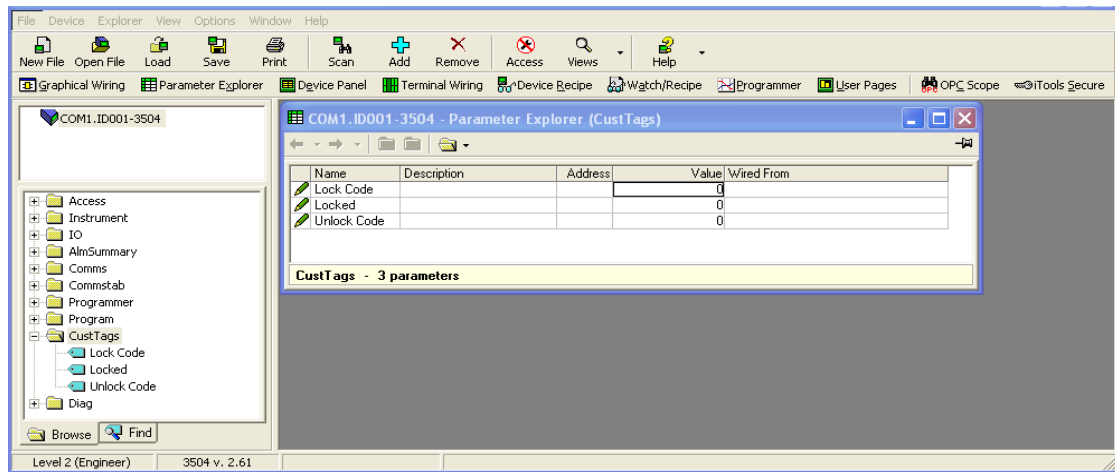 File Device Explorer View Options Window Help
New File Open File Load Save Print Scan Add Remove Access Views Help
Graphical Wiring Parameter Explorer Device Panel Terminal Wiring Device Recipe Watch/Recipe Programmer User Pages OPC Scope iTools Secure
COM1.ID001-3504
COM1.ID001-3504 - Parameter Explorer (CustTags)
Name Description Address Value Wired From
Lock Code 0
Locked 0
Unlock Code 0
CustTags - 3 parameters
Access
Instrument
IO
AlmSummary
Comms
Commstab
Programmer
Program
CustTags
Lock Code
Locked
Unlock Code
Diag
Browse Find
Level 2 (Engineer) 3504 v. 2.61